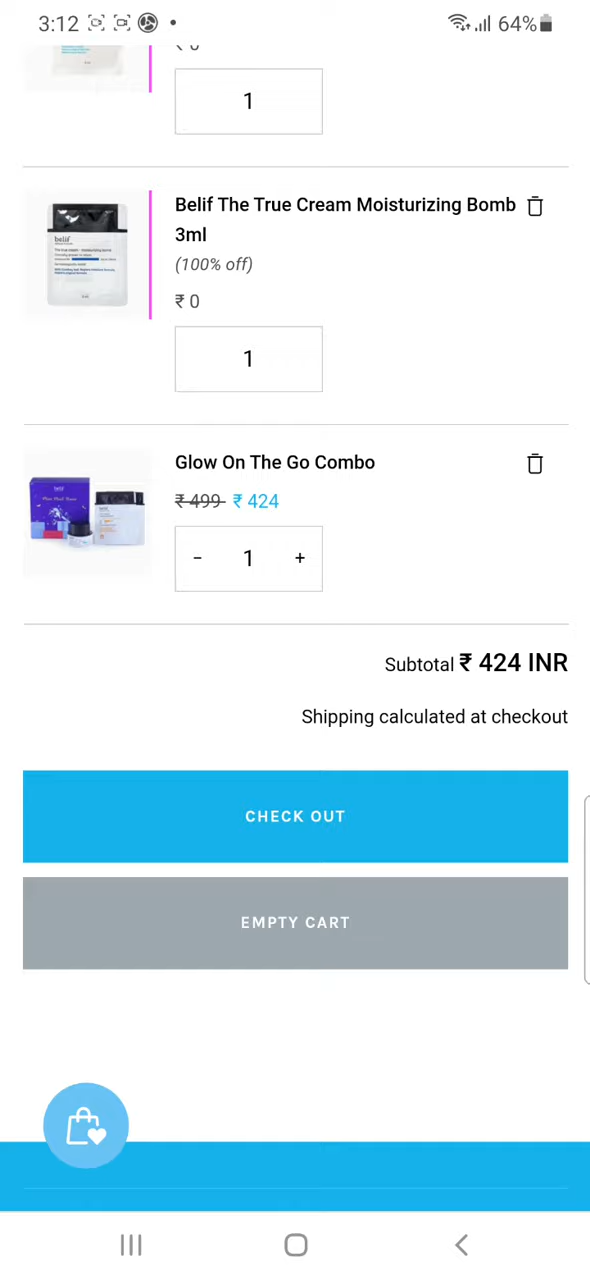 3:12
64%
1
Belif The True Cream Moisturizing Bomb
3ml
(100% off)
₹ 0
1
belif
Glow On The Go Combo
₹ 499 ₹ 424
- 1 +
Subtotal ₹ 424 INR
Shipping calculated at checkout
CHECK OUT
EMPTY CART